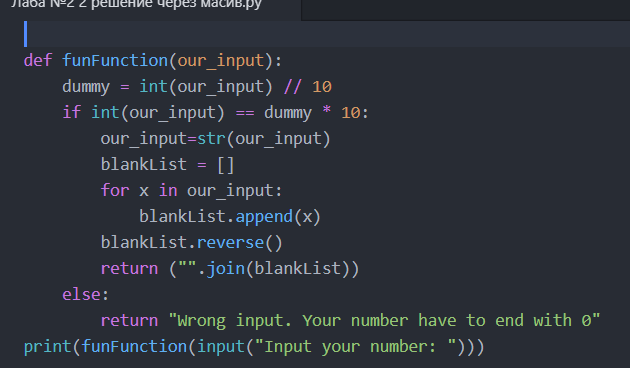 Лаба №2 2 решение через масив.py
def funFunction(our_input):
    dummy = int(our_input) // 10
    if int(our_input) == dummy * 10:
        our_input=str(our_input)
        blankList = []
        for x in our_input:
            blankList.append(x)
        blankList.reverse()
        return ("".join(blankList))
    else:
        return "Wrong input. Your number have to end with 0"
print(funFunction(input("Input your number: ")))